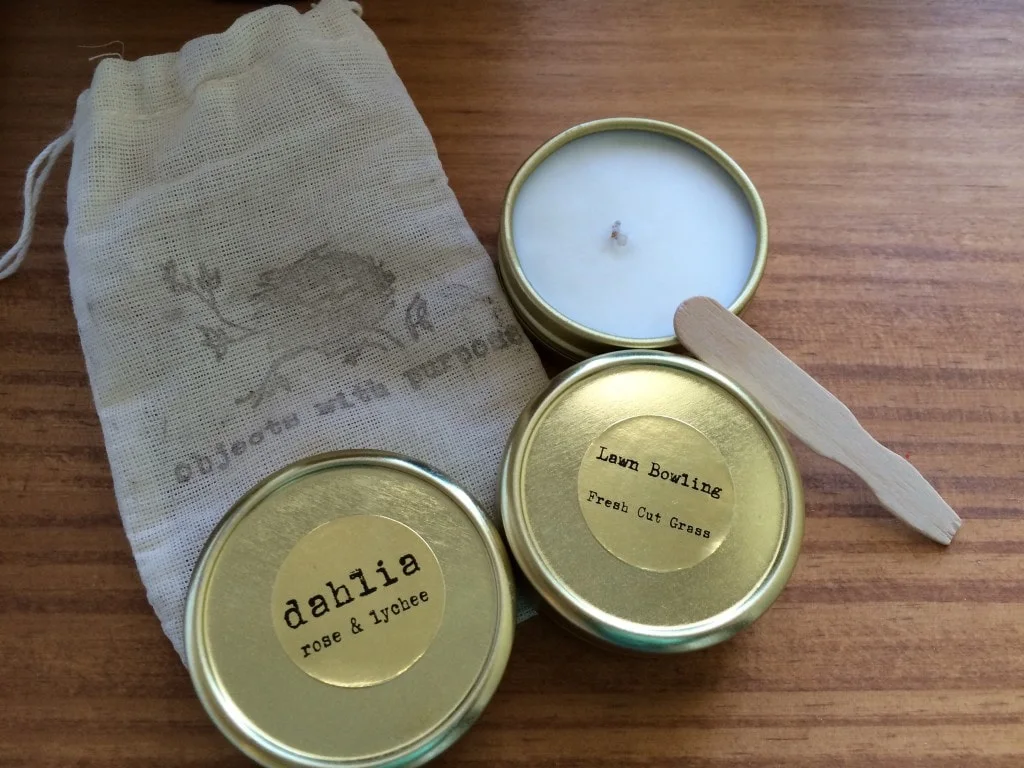 Objects with purpose
Lawn Bowling
Fresh Cut Grass
dahlia
rose & lychee